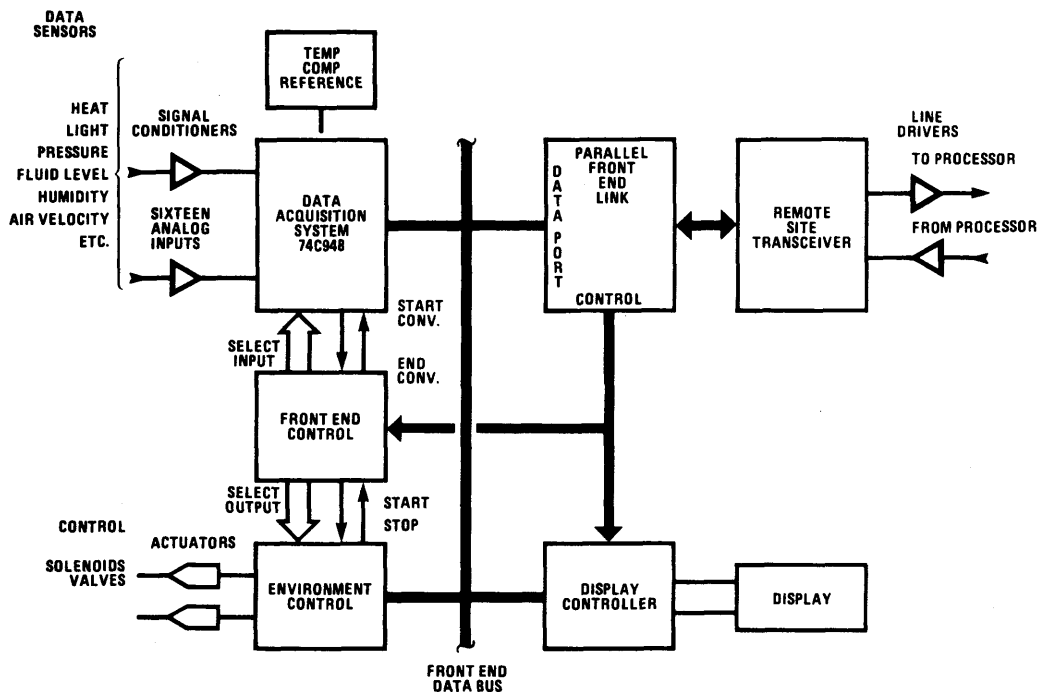 DATA
SENSORS
HEAT
LIGHT
PRESSURE
FLUID LEVEL
HUMIDITY
AIR VELOCITY
ETC.
SIGNAL
CONDITIONERS
SIXTEEN
ANALOG
INPUTS
TEMP
COMP
REFERENCE
DATA
ACQUISITION
SYSTEM
74C948
DATA PORT
PARALLEL
FRONT
END
LINK
CONTROL
REMOTE
SITE
TRANSCEIVER
LINE
DRIVERS
TO PROCESSOR
FROM PROCESSOR
SELECT
INPUT
START
CONV.
END
CONV.
FRONT END
CONTROL
SELECT
OUTPUT
START
STOP
CONTROL
SOLENOIDS
VALVES
ACTUATORS
ENVIRONMENT
CONTROL
DISPLAY
CONTROLLER
DISPLAY
FRONT END
DATA BUS